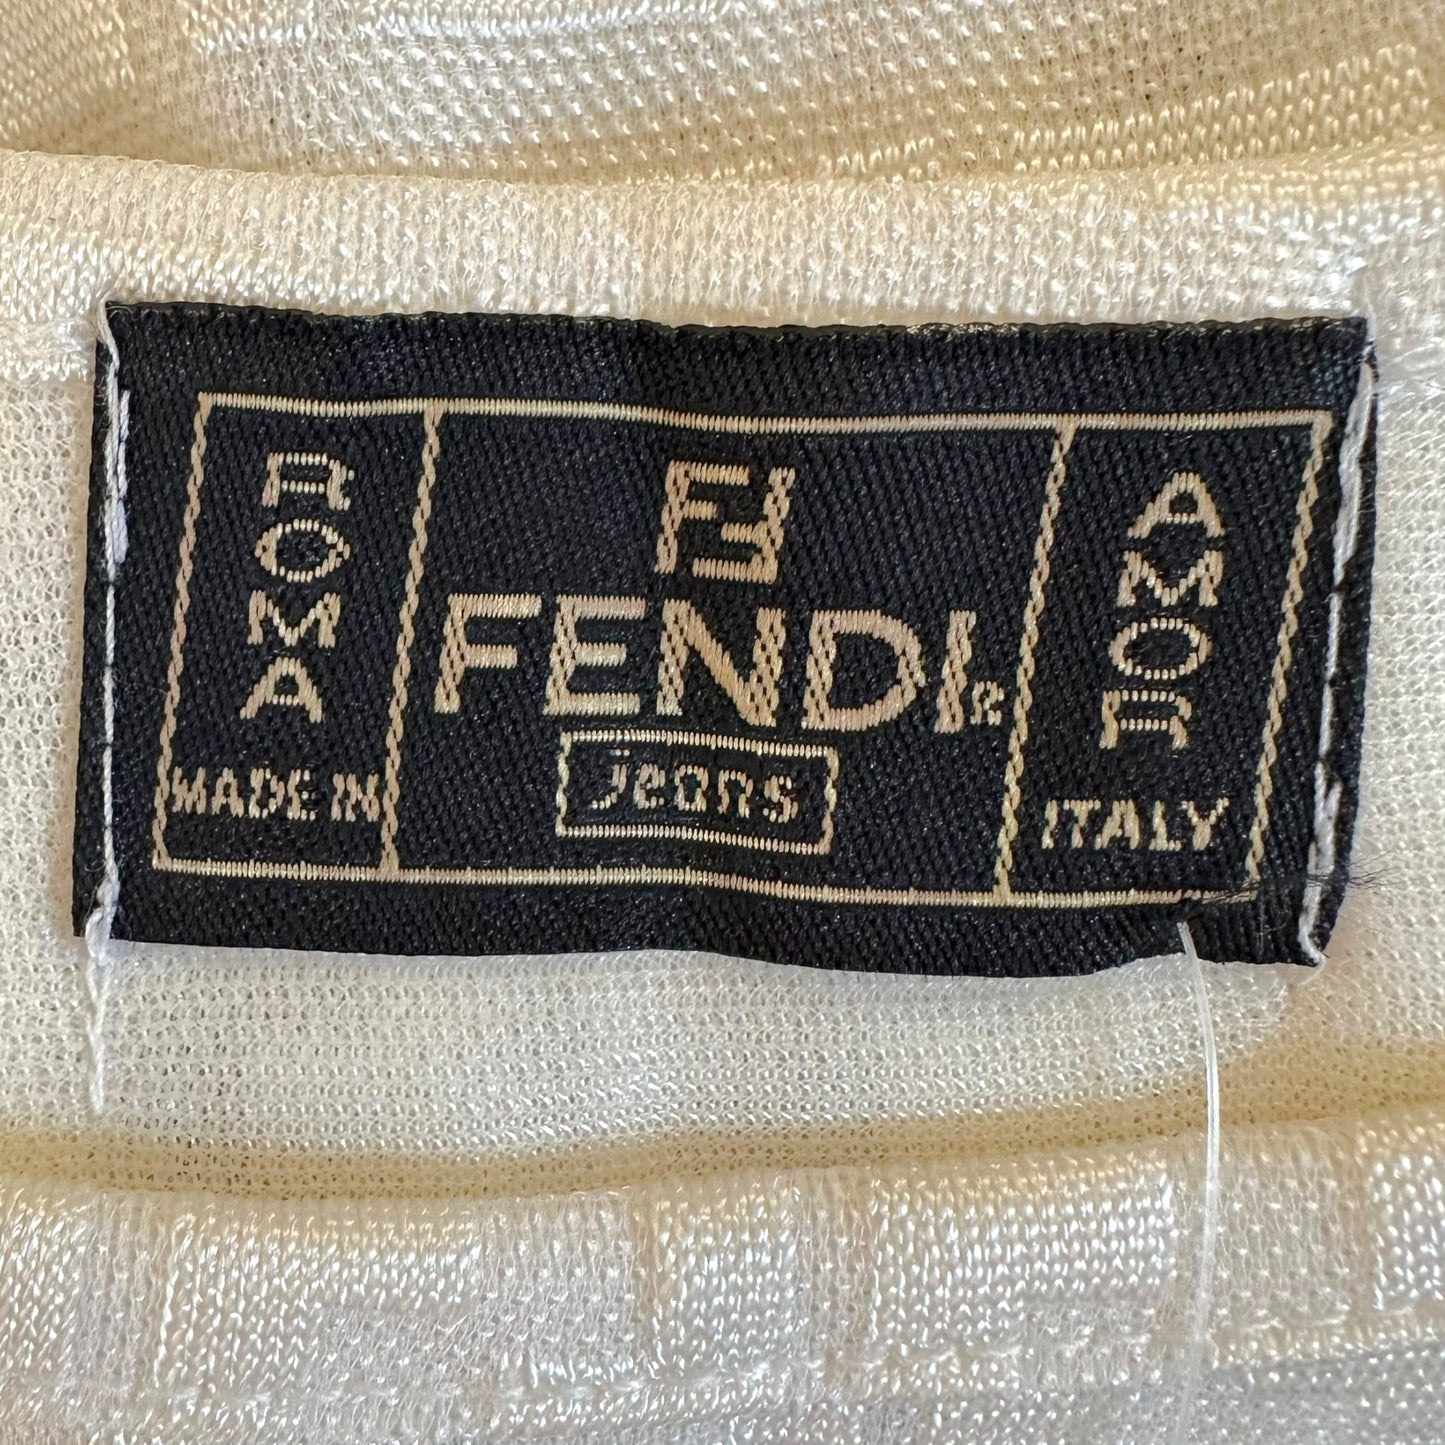 ROMA
MADE IN
FF
FENDI®
jeans
AMOR
ITALY